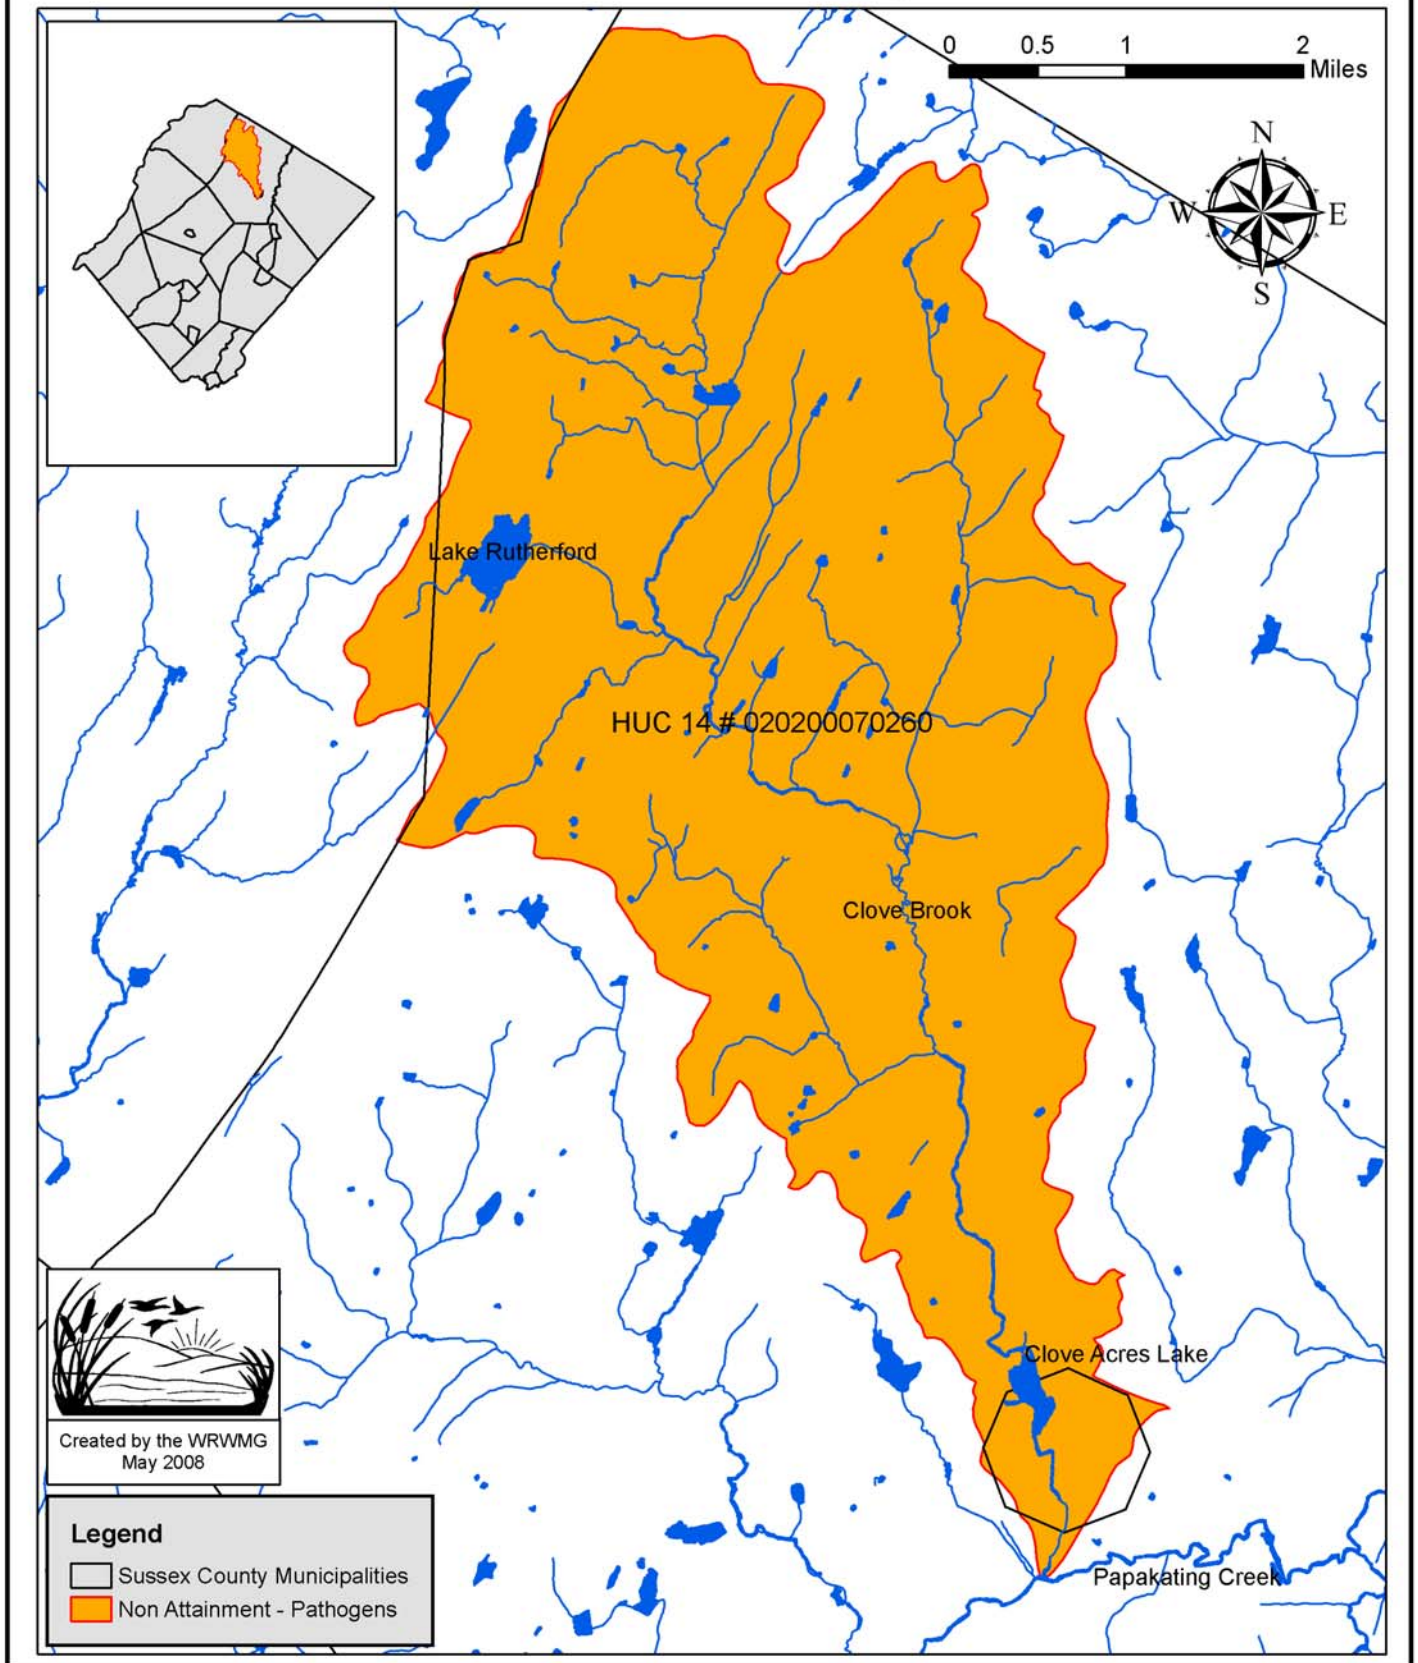 0 0.5 1 2
Miles
N
W E
S
Lake Rutherford
HUC 14 # 020200070260
Clove Brook
Clove Acres Lake
Created by the WRWMG
May 2008
Legend
Sussex County Municipalities
Non Attainment - Pathogens
Papakating Creek